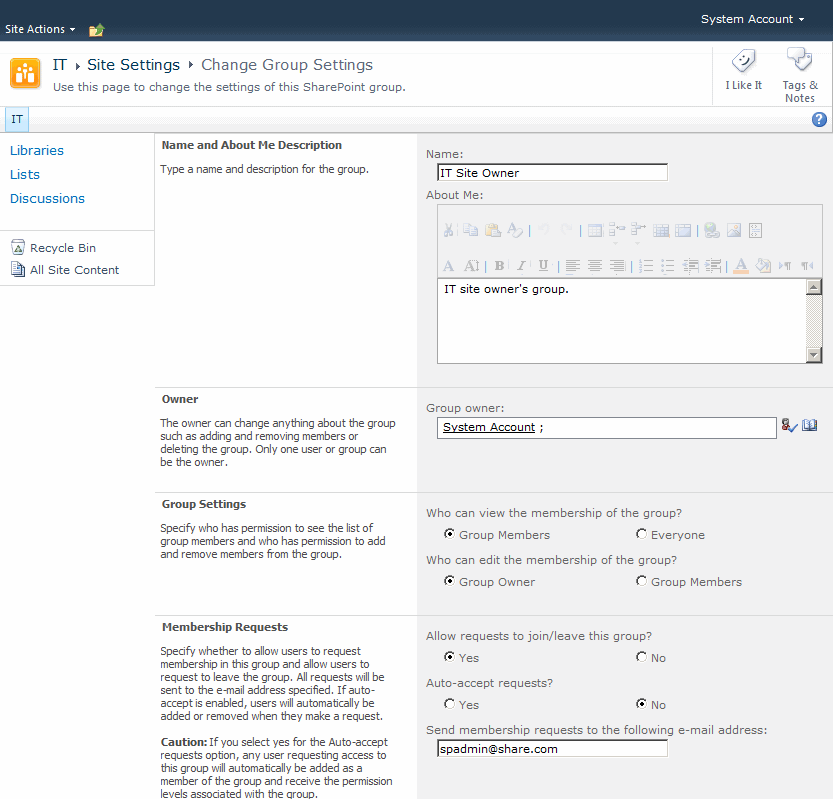 Site Actions
System Account
IT ▸ Site Settings ▸ Change Group Settings
Use this page to change the settings of this SharePoint group.
I Like It
Tags &
Notes
IT
Libraries
Lists
Discussions
Recycle Bin
All Site Content
Name and About Me Description
Type a name and description for the group.
Name:
IT Site Owner
About Me:
IT site owner's group.
Owner
The owner can change anything about the group
such as adding and removing members or
deleting the group. Only one user or group can
be the owner.
Group owner:
System Account ;
Group Settings
Specify who has permission to see the list of
group members and who has permission to add
and remove members from the group.
Who can view the membership of the group?
Group Members Everyone
Who can edit the membership of the group?
Group Owner Group Members
Membership Requests
Specify whether to allow users to request
membership in this group and allow users to
request to leave the group. All requests will be
sent to the e-mail address specified. If auto-
accept is enabled, users will automatically be
added or removed when they make a request.
Caution: If you select yes for the Auto-accept
requests option, any user requesting access to
this group will automatically be added as a
member of the group and receive the permission
levels associated with the group.
Allow requests to join/leave this group?
Yes No
Auto-accept requests?
Yes No
Send membership requests to the following e-mail address:
spadmin@share.com